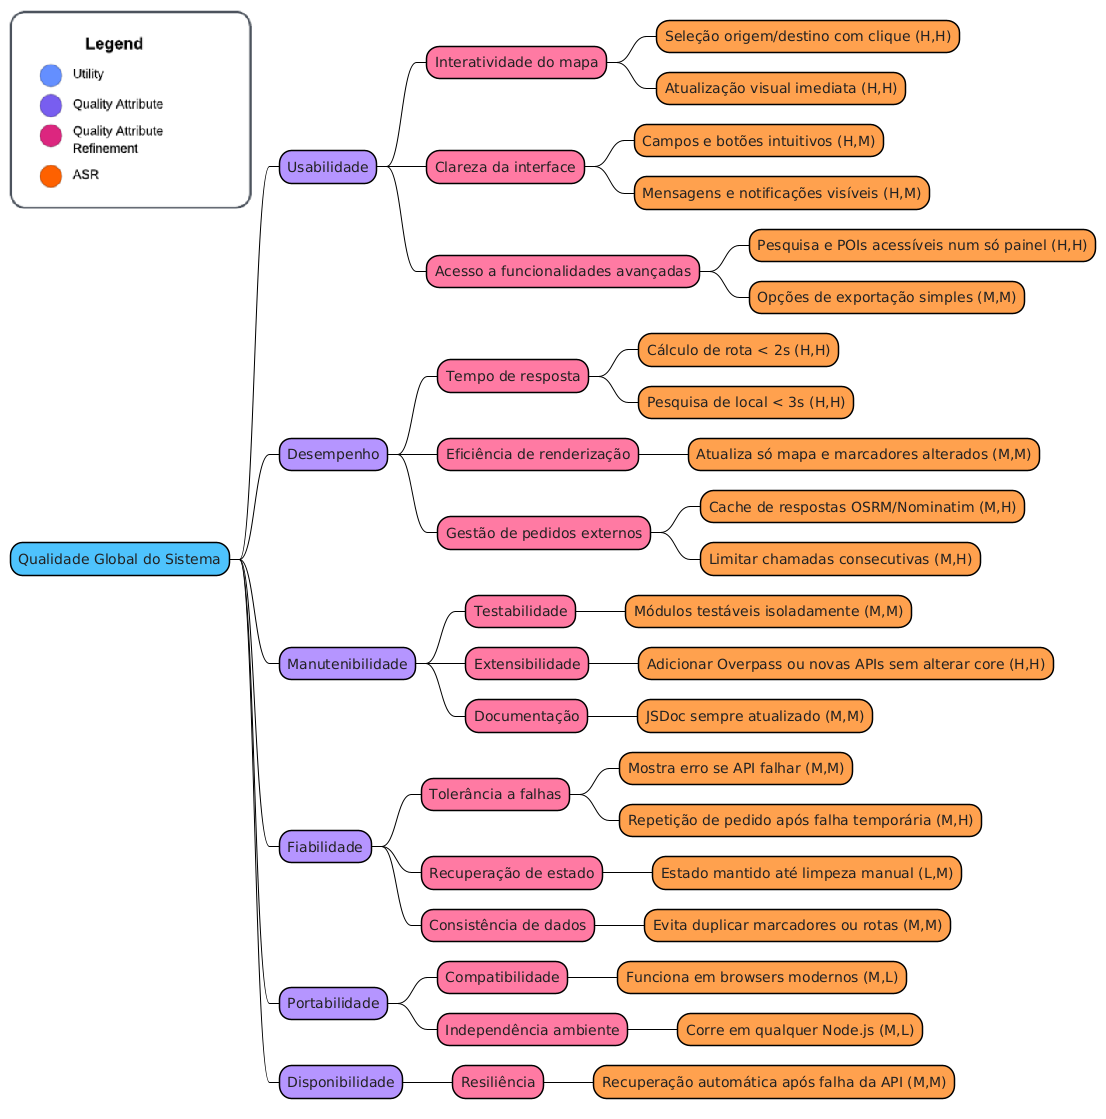 Legend
Utility
Quality Attribute
Quality Attribute
Refinement
ASR
Qualidade Global do Sistema
Usabilidade
Interatividade do mapa
Seleção origem/destino com clique (H,H)
Atualização visual imediata (H,H)
Clareza da interface
Campos e botões intuitivos (H,M)
Mensagens e notificações visíveis (H,M)
Acesso a funcionalidades avançadas
Pesquisa e POIs acessíveis num só painel (H,H)
Opções de exportação simples (M,M)
Desempenho
Tempo de resposta
Cálculo de rota < 2s (H,H)
Pesquisa de local < 3s (H,H)
Eficiência de renderização
Atualiza só mapa e marcadores alterados (M,M)
Gestão de pedidos externos
Cache de respostas OSRM/Nominatim (M,H)
Limitar chamadas consecutivas (M,H)
Manutenibilidade
Testabilidade
Módulos testáveis isoladamente (M,M)
Extensibilidade
Adicionar Overpass ou novas APIs sem alterar core (H,H)
Documentação
JSDoc sempre atualizado (M,M)
Fiabilidade
Tolerância a falhas
Mostra erro se API falhar (M,M)
Repetição de pedido após falha temporária (M,H)
Recuperação de estado
Estado mantido até limpeza manual (L,M)
Consistência de dados
Evita duplicar marcadores ou rotas (M,M)
Portabilidade
Compatibilidade
Funciona em browsers modernos (M,L)
Independência ambiente
Corre em qualquer Node.js (M,L)
Disponibilidade
Resiliência
Recuperação automática após falha da API (M,M)